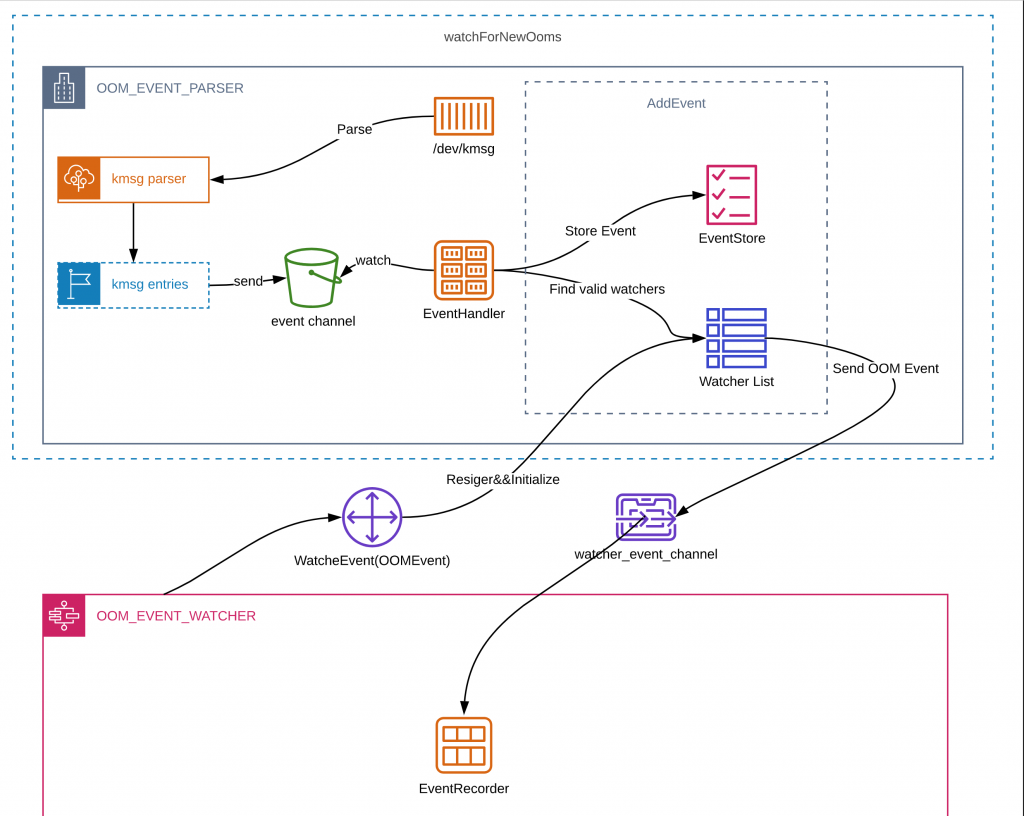 watchForNewOoms
OOM_EVENT_PARSER
AddEvent
Parse
/dev/kmsg
kmsg parser
Store Event
EventStore
watch
kmsg entries
send
Find valid watchers
event channel
EventHandler
Watcher List
Send OOM Event
Resiger&&Initialize
WatcheEvent(OOMEvent)
watcher_event_channel
OOM_EVENT_WATCHER
EventRecorder